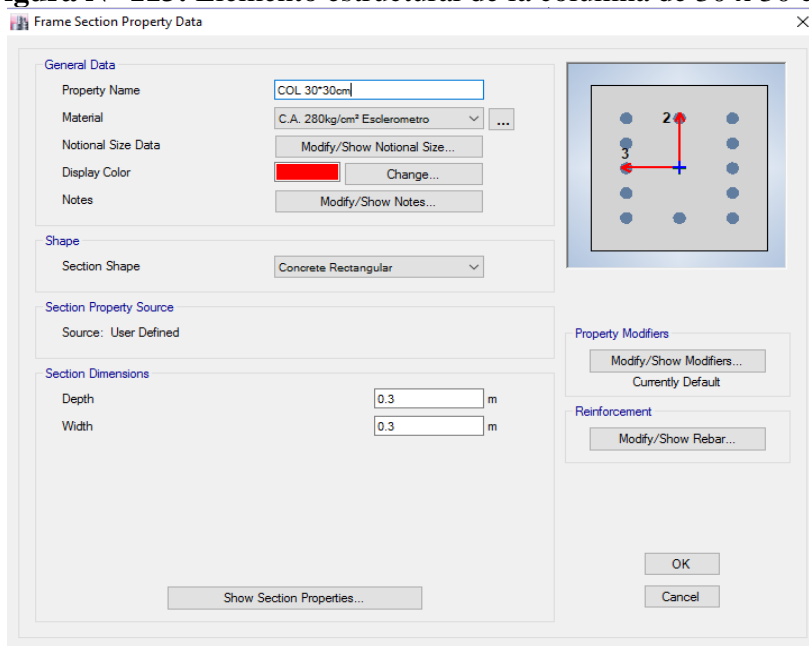 Frame Section Property Data
General Data
Property Name COL 30*30cm
Material C.A. 280kg/cm² Esclerometro ...
Notional Size Data Modify/Show Notional Size...
Display Color Change...
Notes Modify/Show Notes...
2
3
Shape
Section Shape Concrete Rectangular
Section Property Source
Source: User Defined
Property Modifiers
Modify/Show Modifiers...
Currently Default
Section Dimensions
Depth 0.3 m
Width 0.3 m
Reinforcement
Modify/Show Rebar...
Show Section Properties...
OK
Cancel